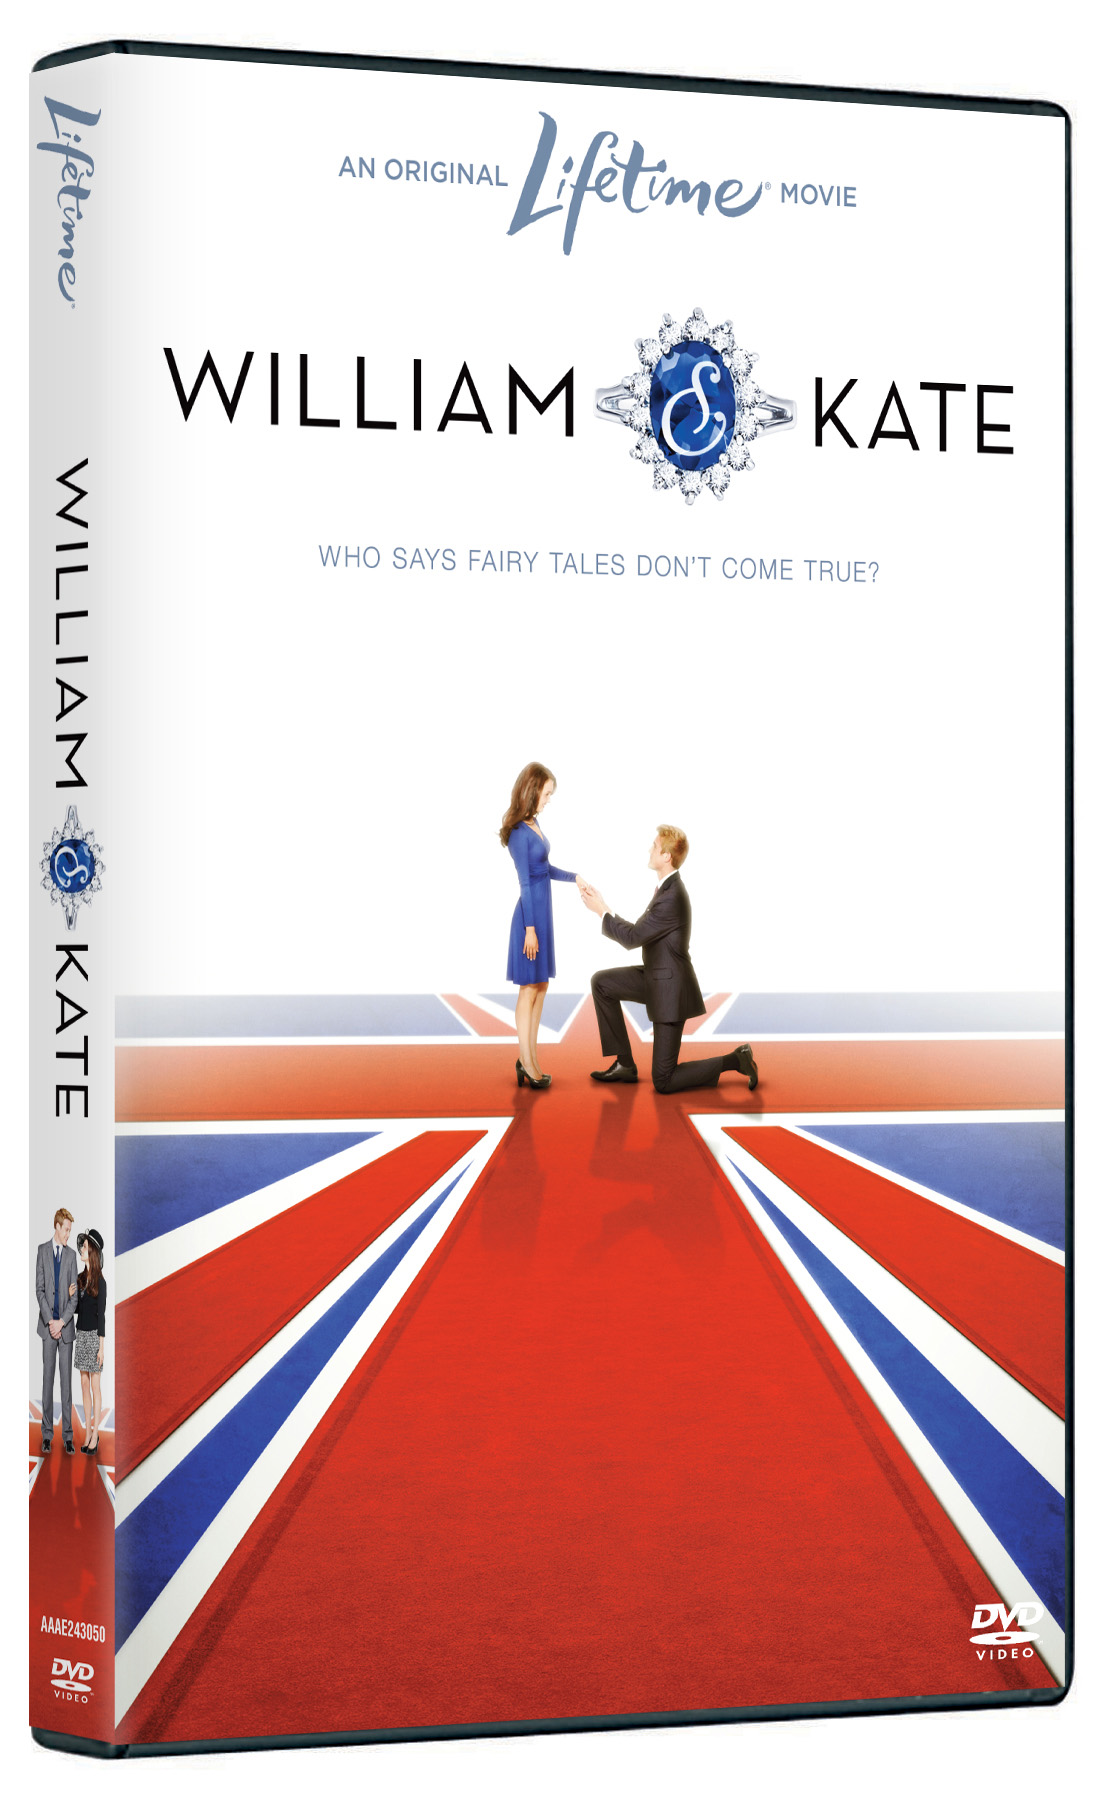 AN ORIGINAL Lifetime® MOVIE
WILLIAM & KATE
WHO SAYS FAIRY TALES DON'T COME TRUE?
DVD
VIDEO
Lifetime®
WILLIAM & KATE
AAAE243050
DVD
VIDEO